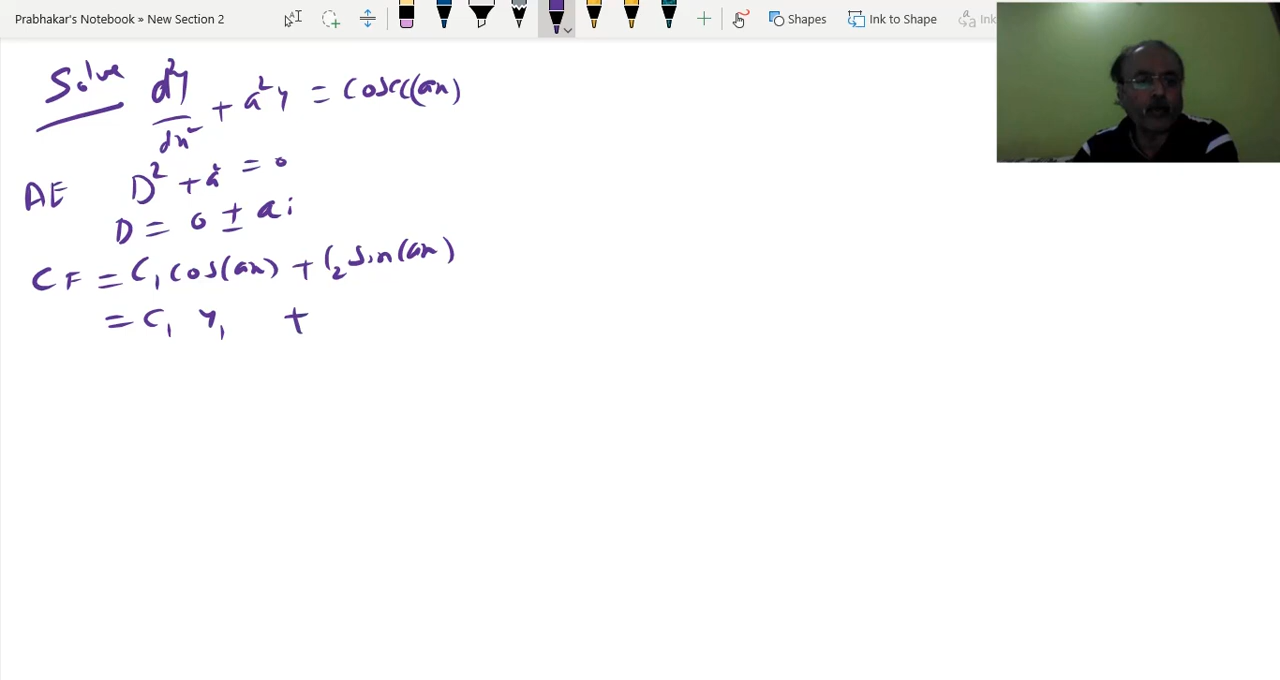 Prabhakar's Notebook » New Section 2
Shapes
Ink to Shape
Ink
Solve d²y/dx² + a²y = Cosec(ax)
AE D² + a² = 0
D = 0 ± ai
CF = C₁ cos(ax) + C₂ sin(ax)
= C₁ y₁ +